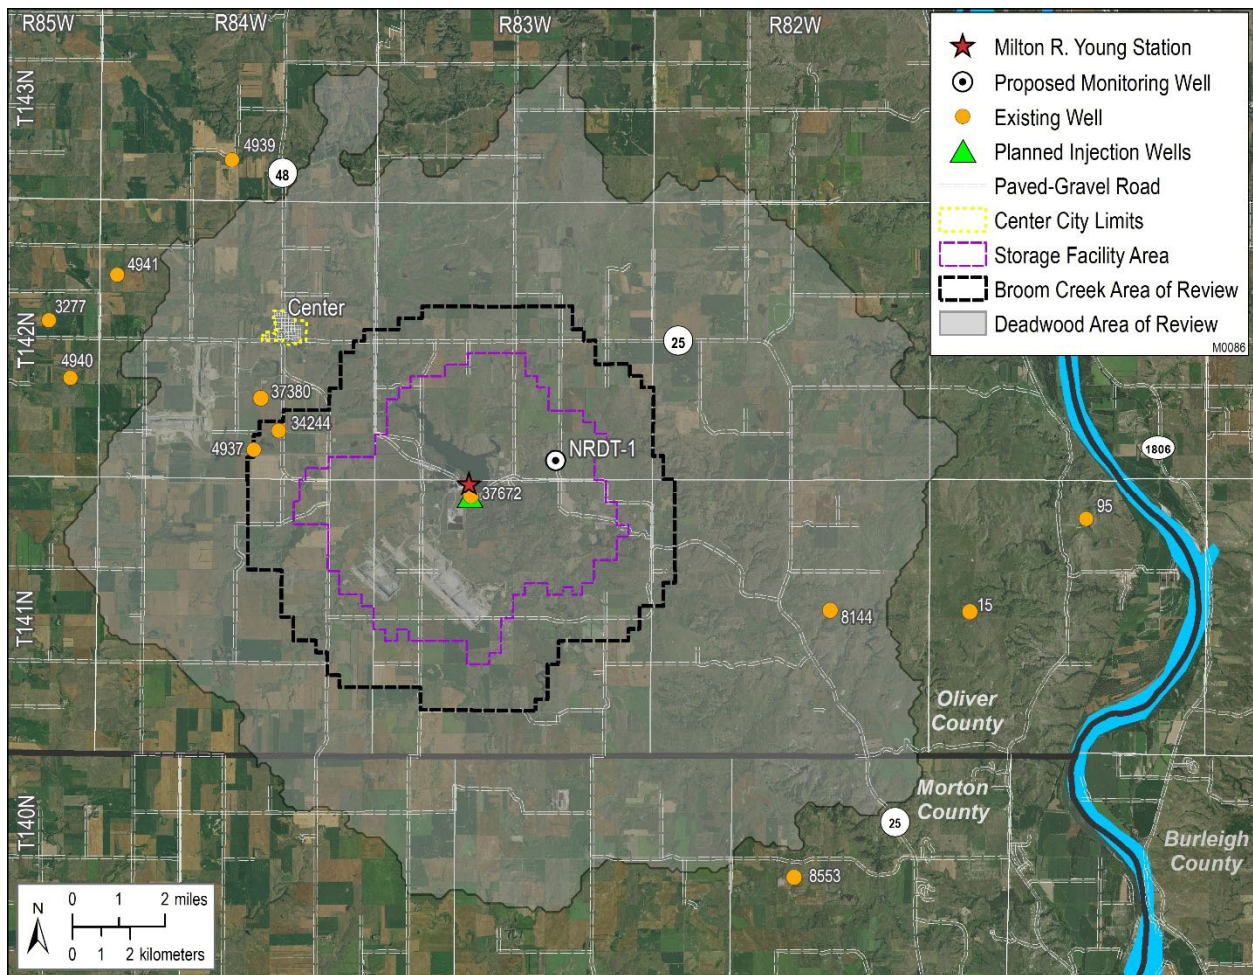 R85W
R84W
R83W
R82W
T143N
T142N
T141N
T140N
Milton R. Young Station
Proposed Monitoring Well
Existing Well
Planned Injection Wells
Paved-Gravel Road
Center City Limits
Storage Facility Area
Broom Creek Area of Review
Deadwood Area of Review
M0086
4939
48
4941
3277
Center
4940
25
37380
34244
4937
NRDT-1
1806
37672
95
15
8144
Oliver
County
Morton
County
25
Burleigh
County
8553
N
0 1 2 miles
0 1 2 kilometers